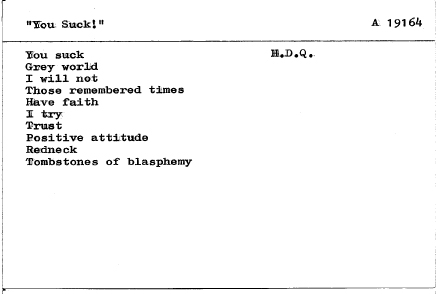 "You Suck!" A 19164
You suck H.D.Q.
Grey world
I will not
Those remembered times
Have faith
I try
Trust
Positive attitude
Redneck
Tombstones of blasphemy